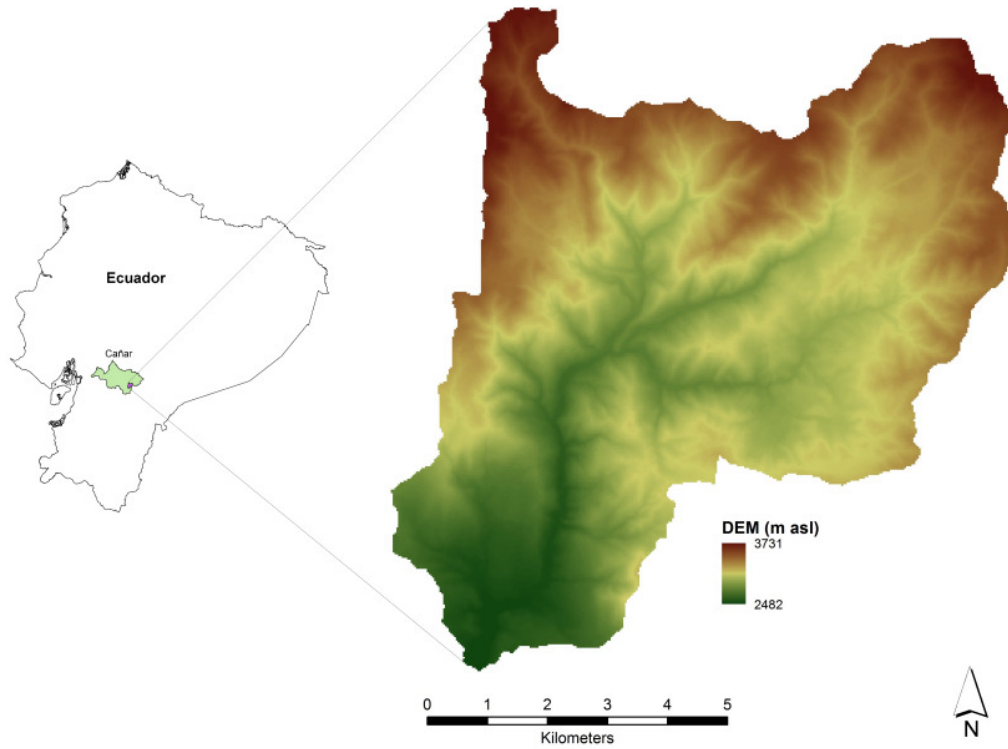 Ecuador
Cañar
DEM (m asl)
3731
2482
0 1 2 3 4 5
Kilometers
N